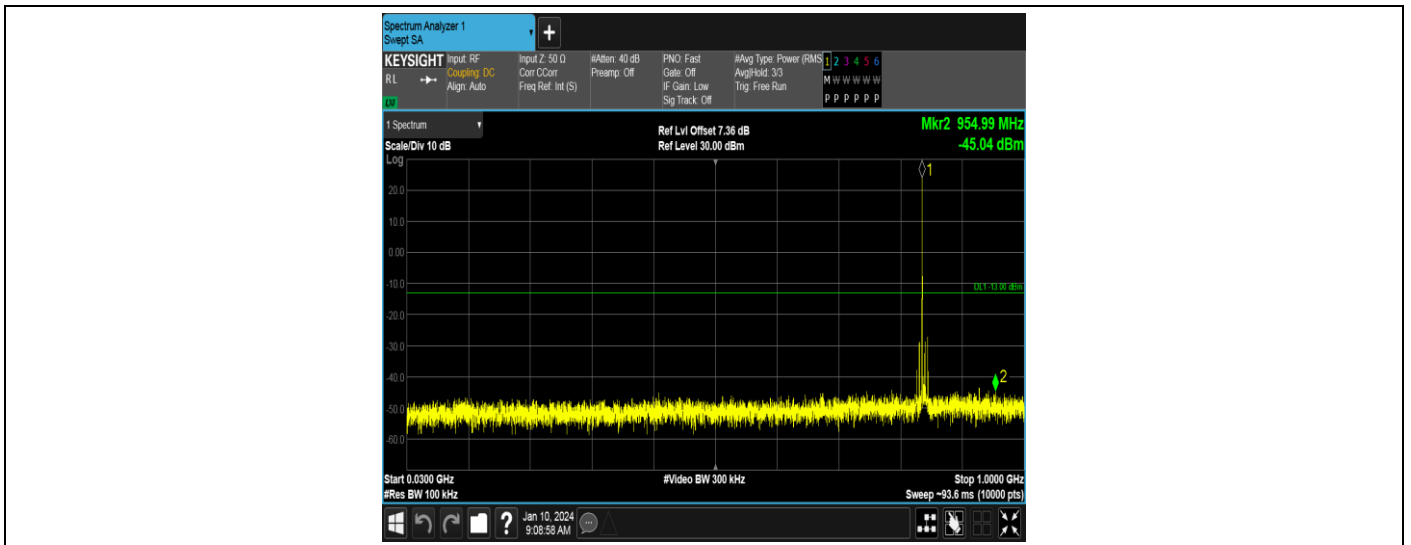 Spectrum Analyzer 1
Swept SA
+
KEYSIGHT
RL
LXI
Input: RF
Coupling: DC
Align: Auto
Input Z: 50 Ω
Corr CCorr
Freq Ref: Int (S)
#Atten: 40 dB
Preamp: Off
PNO: Fast
Gate: Off
IF Gain: Low
Sig Track: Off
#Avg Type: Power (RMS
Avg|Hold: 3/3
Trig: Free Run
1 2 3 4 5 6
M W W W W W
P P P P P P
1 Spectrum
Scale/Div 10 dB
Ref Lvl Offset 7.36 dB
Ref Level 30.00 dBm
Mkr2 954.99 MHz
-45.04 dBm
Log
1
20.0
10.0
0.00
-10.0
DL1 -13.00 dBm
-20.0
-30.0
-40.0
2
-50.0
-60.0
Start 0.0300 GHz
#Video BW 300 kHz
Stop 1.0000 GHz
#Res BW 100 kHz
Sweep ~93.6 ms (10000 pts)
?
Jan 10, 2024
9:08:58 AM